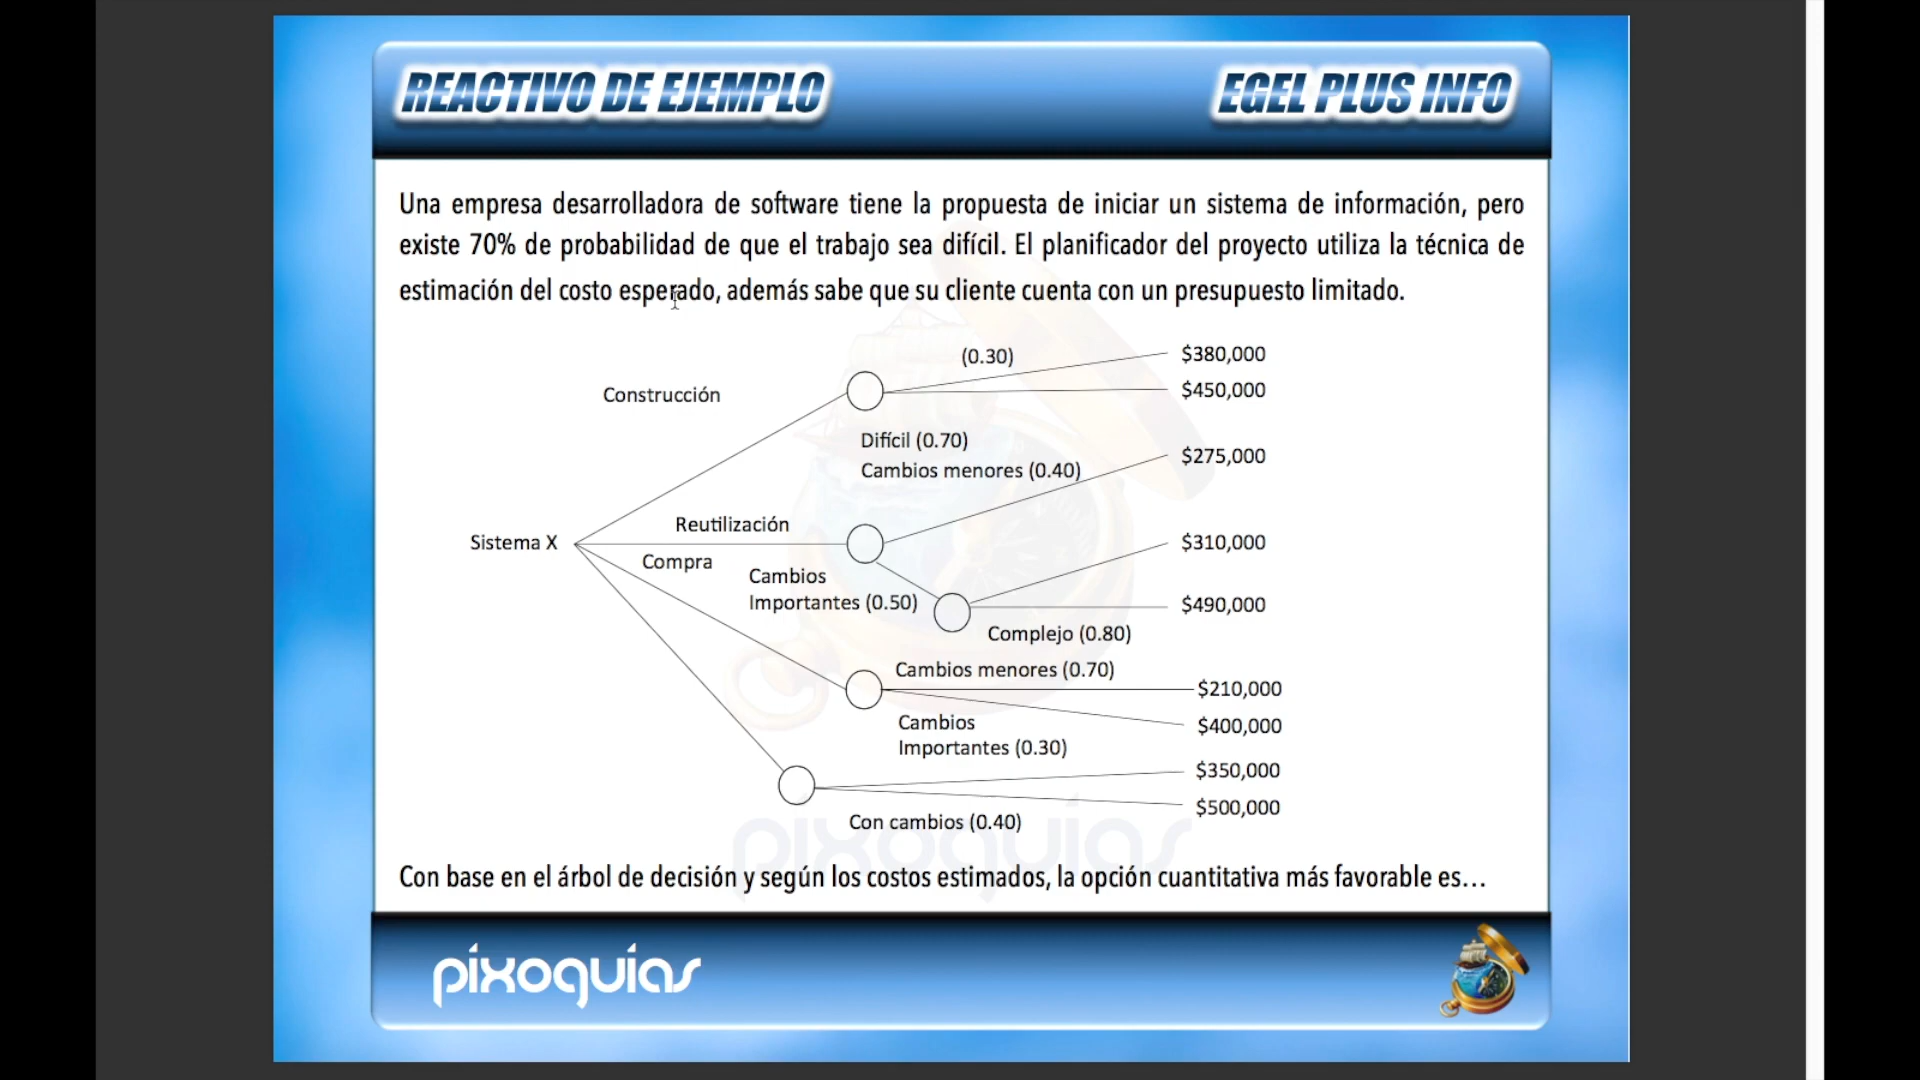 REACTIVO DE EJEMPLO
EGEL PLUS INFO
Una empresa desarrolladora de software tiene la propuesta de iniciar un sistema de información, pero
existe 70% de probabilidad de que el trabajo sea difícil. El planificador del proyecto utiliza la técnica de
estimación del costo esperado, además sabe que su cliente cuenta con un presupuesto limitado.
(0.30)
$380,000
Construcción
$450,000
Difícil (0.70)
Cambios menores (0.40)
$275,000
Reutilización
Sistema X
$310,000
Compra
Cambios
Importantes (0.50)
$490,000
Complejo (0.80)
Cambios menores (0.70)
$210,000
Cambios
Importantes (0.30)
$400,000
$350,000
$500,000
Con cambios (0.40)
pixoguías
Con base en el árbol de decisión y según los costos estimados, la opción cuantitativa más favorable es...
pixoguías